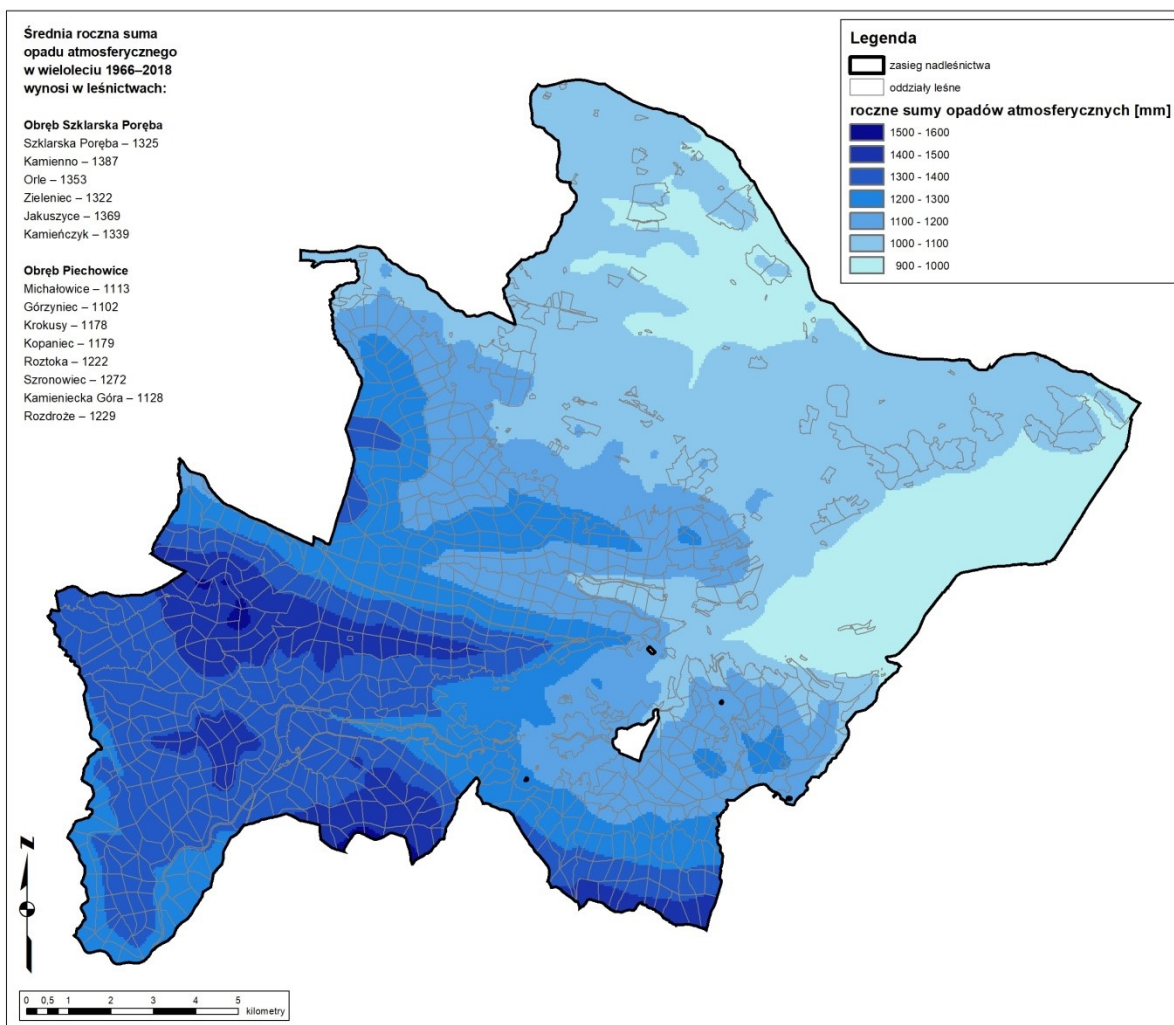 Średnia roczna suma
opadu atmosferycznego
w wieloleciu 1966–2018
wynosi w leśnictwach:
Obręb Szklarska Poręba
Szklarska Poręba – 1325
Kamienno – 1387
Orle – 1353
Zieleniec – 1322
Jakuszyce – 1369
Kamieńczyk – 1339
Obręb Piechowice
Michałowice – 1113
Górzyniec – 1102
Krokusy – 1178
Kopaniec – 1179
Roztoka – 1222
Szronowiec – 1272
Kamieniecka Góra – 1128
Rozdroże – 1229
Legenda
zasięg nadleśnictwa
oddziały leśne
roczne sumy opadów atmosferycznych [mm]
1500 - 1600
1400 - 1500
1300 - 1400
1200 - 1300
1100 - 1200
1000 - 1100
900 - 1000
N
0 0,5 1 2 3 4 5
kilometry